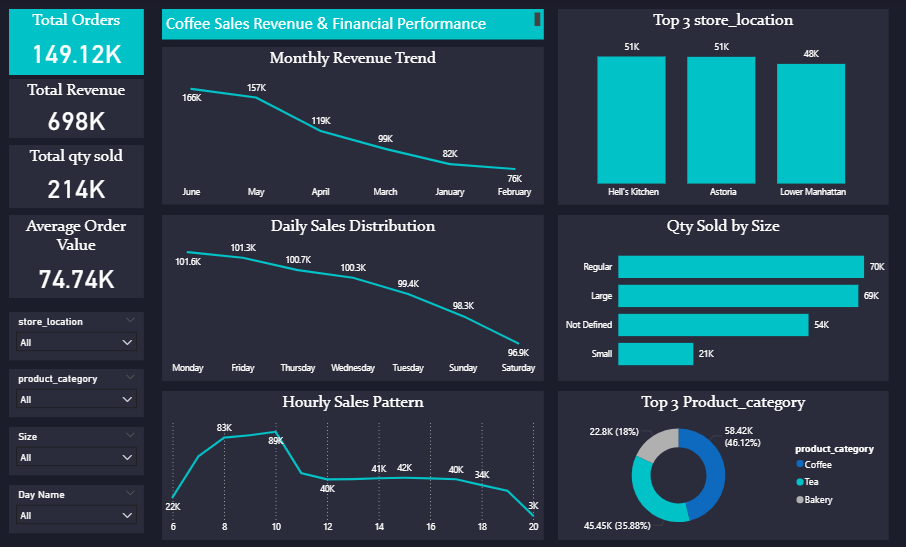 Total Orders
149.12K
Total Revenue
698K
Total qty sold
214K
Average Order
Value
74.74K
store_location
All
product_category
All
Size
All
Day Name
All
Coffee Sales Revenue & Financial Performance
Monthly Revenue Trend
166K
157K
119K
99K
82K
76K
June
May
April
March
January
February
Daily Sales Distribution
101.6K
101.3K
100.7K
100.3K
99.4K
98.3K
96.9K
Monday
Friday
Thursday
Wednesday
Tuesday
Sunday
Saturday
Hourly Sales Pattern
22K
83K
89K
40K
41K
42K
40K
34K
3K
6
8
10
12
14
16
18
20
Top 3 store_location
51K
51K
48K
Hell's Kitchen
Astoria
Lower Manhattan
Qty Sold by Size
Regular
70K
Large
69K
Not Defined
54K
Small
21K
Top 3 Product_category
22.8K (18%)
58.42K
(46.12%)
45.45K (35.88%)
product_category
Coffee
Tea
Bakery